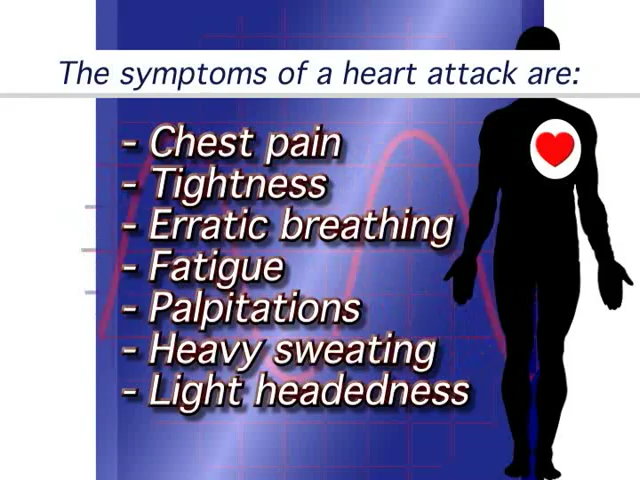 The symptoms of a heart attack are:
- Chest pain
- Tightness
- Erratic breathing
- Fatigue
- Palpitations
- Heavy sweating
- Light headedness